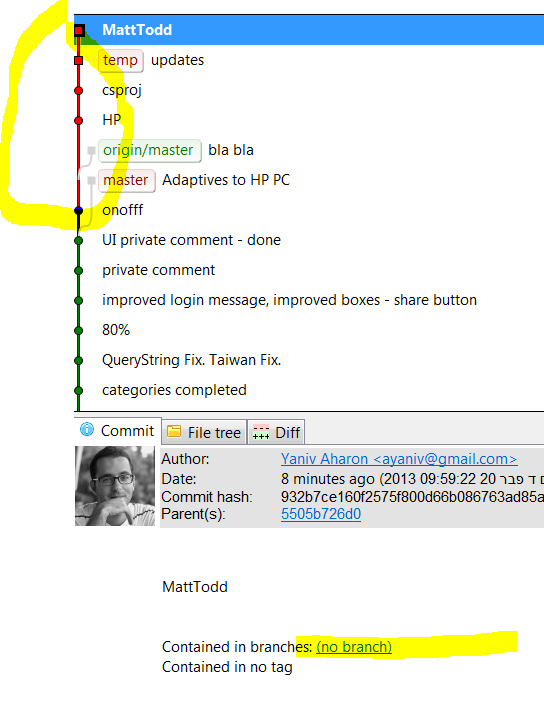 MattTodd
temp updates
csproj
HP
origin/master bla bla
master Adaptives to HP PC
onofff
UI private comment - done
private comment
improved login message, improved boxes - share button
80%
QueryString Fix. Taiwan Fix.
categories completed
Commit File tree Diff
Author: Yaniv Aharon <ayaniv@gmail.com>
Date: 8 minutes ago (2013 09:59:22 20 פבר ד ם
Commit hash: 932b7ce160f2575f800d66b086763ad85a
Parent(s): 5505b726d0
MattTodd
Contained in branches: (no branch)
Contained in no tag